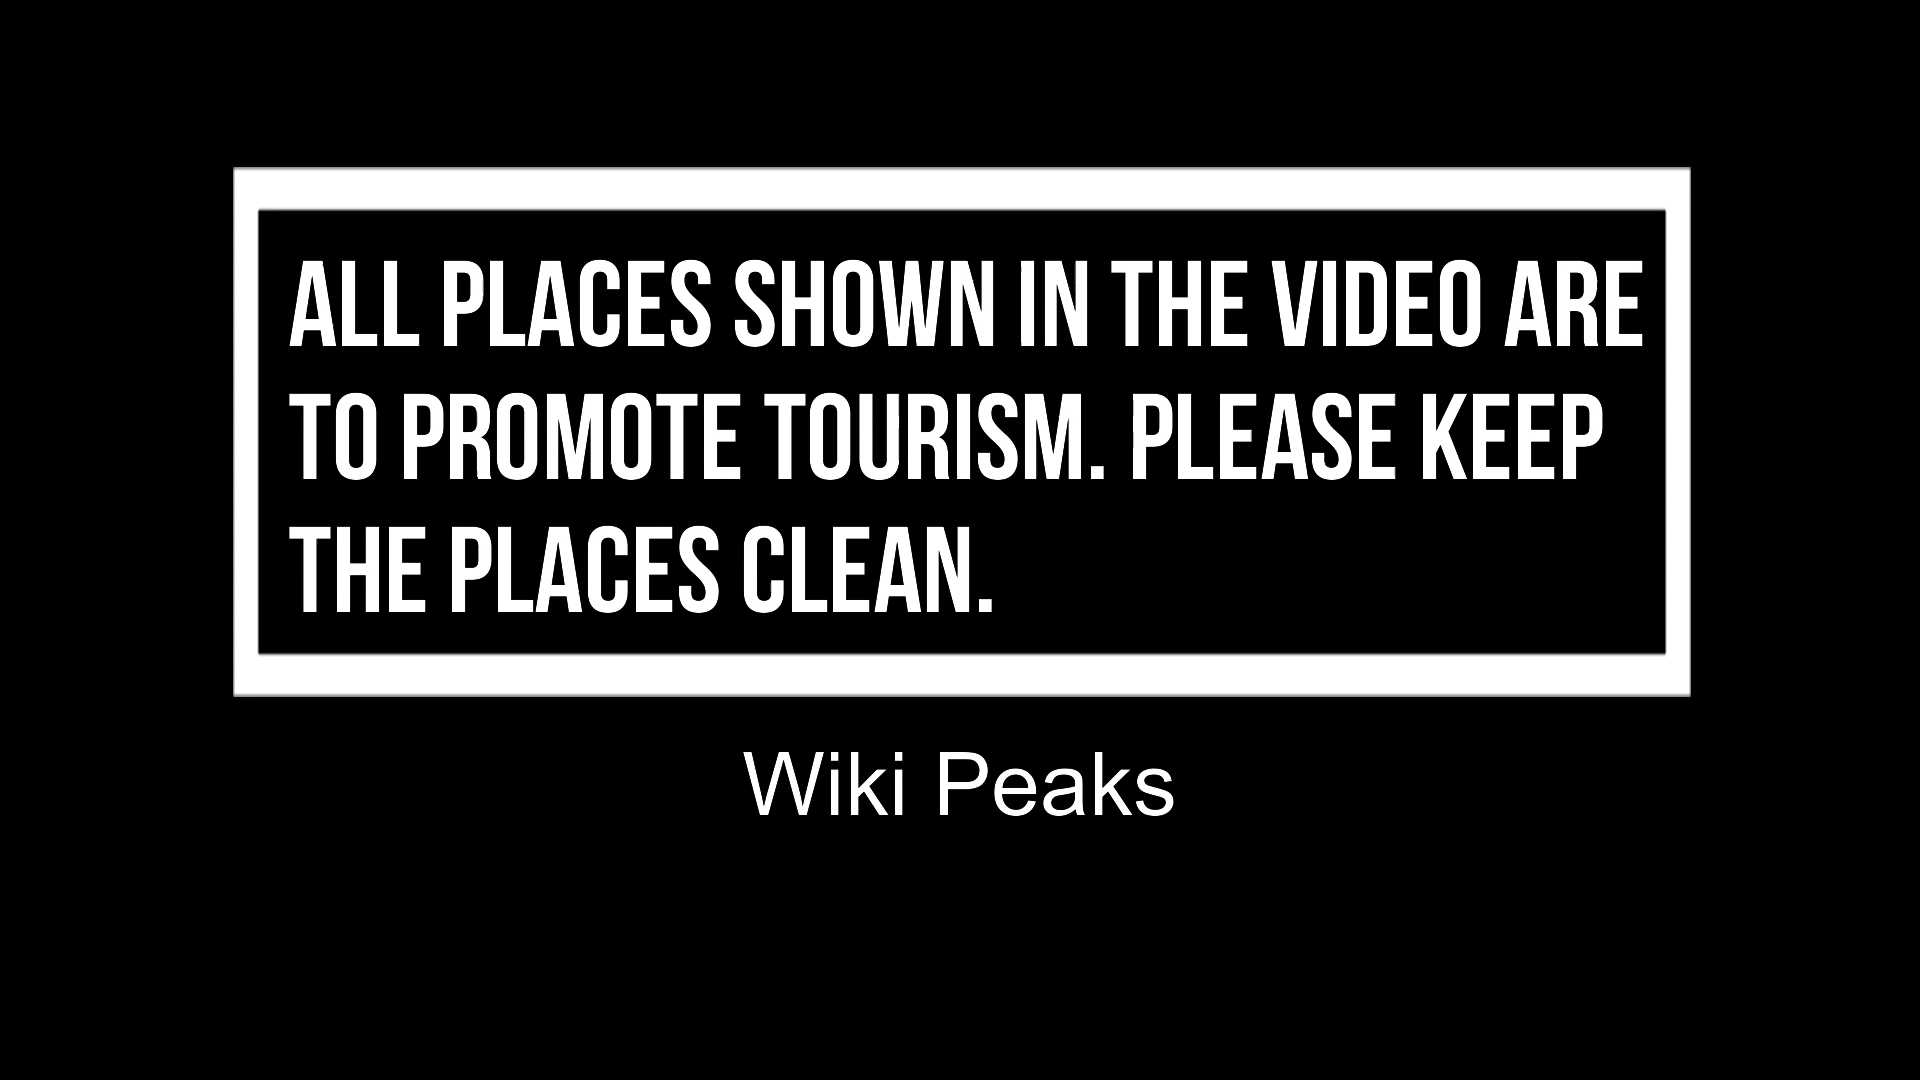 ALL PLACES SHOWN IN THE VIDEO ARE
TO PROMOTE TOURISM. PLEASE KEEP
THE PLACES CLEAN.
Wiki Peaks